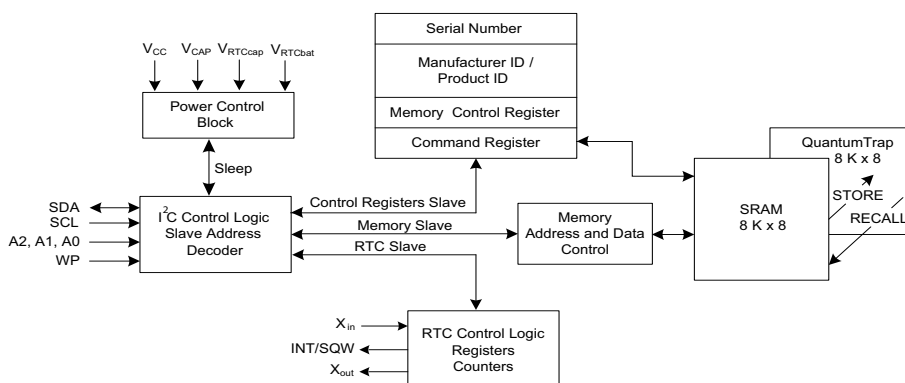 Serial Number
Manufacturer ID /
Product ID
Memory Control Register
Command Register
VCC VCAP VRTCcap VRTCbat
Power Control
Block
Sleep
QuantumTrap
8 K x 8
STORE
RECALL
SRAM
8 K x 8
SDA
SCL
A2, A1, A0
WP
I2C Control Logic
Slave Address
Decoder
Control Registers Slave
Memory Slave
RTC Slave
Memory
Address and Data
Control
Xin
INT/SQW
Xout
RTC Control Logic
Registers
Counters